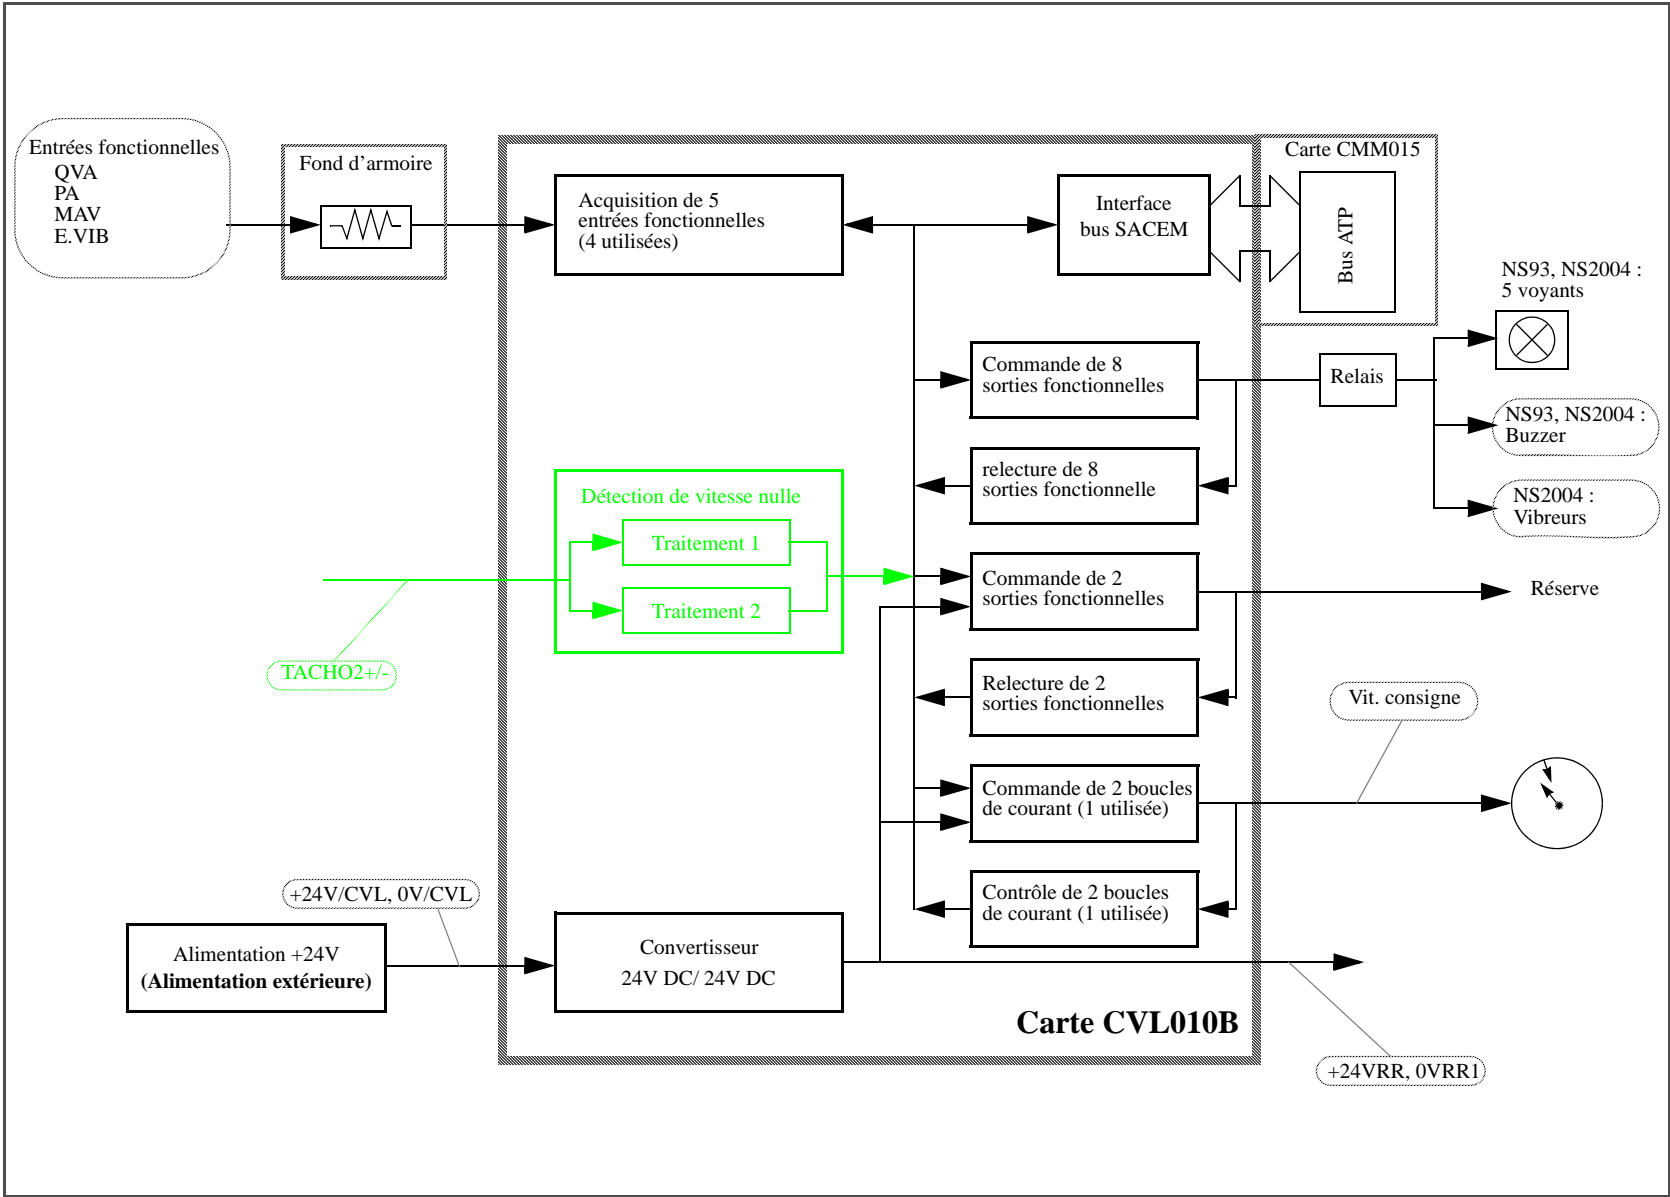 Entrées fonctionnelles
QVA
PA
MAV
E.VIB
Fond d'armoire
Acquisition de 5
entrées fonctionnelles
(4 utilisées)
Interface
bus SACEM
Carte CMM015
Bus ATP
NS93, NS2004 :
5 voyants
Commande de 8
sorties fonctionnelles
Relais
NS93, NS2004 :
Buzzer
relecture de 8
sorties fonctionnelle
NS2004 :
Vibreurs
Détection de vitesse nulle
Traitement 1
Traitement 2
TACHO2+/-
Commande de 2
sorties fonctionnelles
Réserve
Relecture de 2
sorties fonctionnelles
Vit. consigne
Commande de 2 boucles
de courant (1 utilisée)
Contrôle de 2 boucles
de courant (1 utilisée)
+24V/CVL, 0V/CVL
Alimentation +24V
(Alimentation extérieure)
Convertisseur
24V DC/ 24V DC
Carte CVL010B
+24VRR, 0VRR1